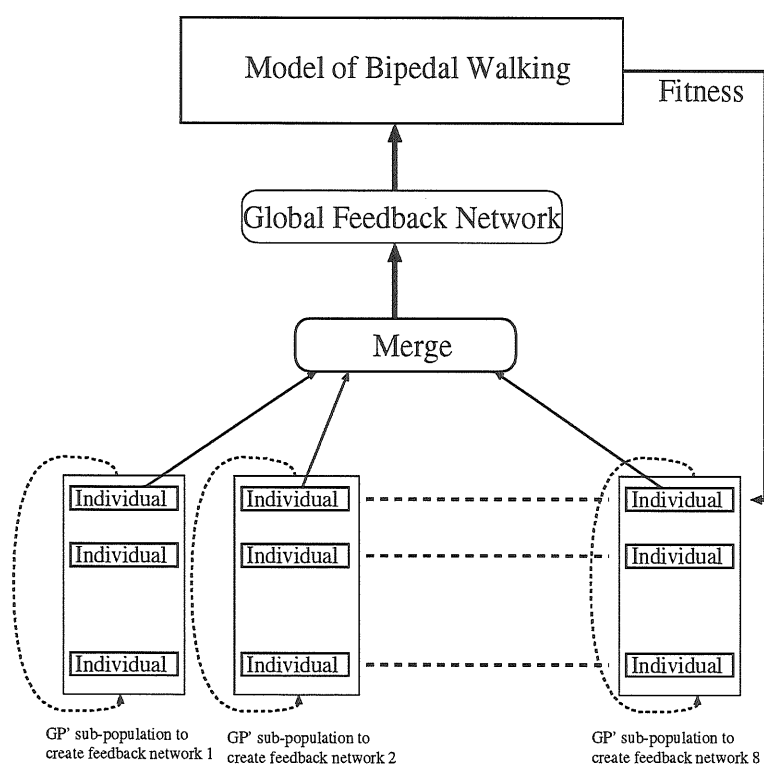 Model of Bipedal Walking
Fitness
Global Feedback Network
Merge
Individual Individual Individual
Individual Individual Individual
Individual Individual Individual
GP' sub-population to
create feedback network 1
GP' sub-population to
create feedback network 2
GP' sub-population to
create feedback network 8